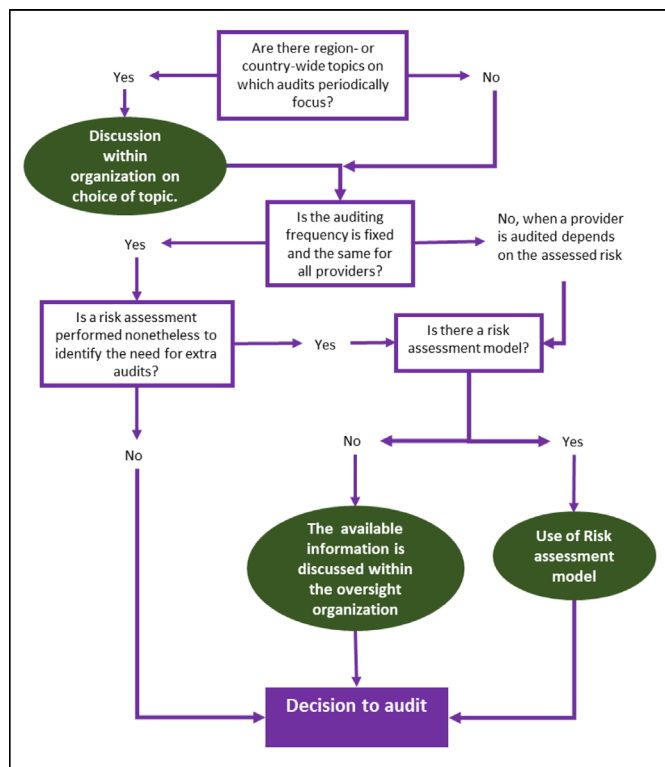 Are there region- or
country-wide topics on
which audits periodically
focus?
Yes
No
Discussion
within
organization on
choice of topic.
Is the auditing
frequency is fixed
and the same for
all providers?
Yes
No, when a provider
is audited depends
on the assessed risk
Is a risk assessment
performed nonetheless to
identify the need for extra
audits?
Yes
Is there a risk
assessment model?
No
No
Yes
The available
information is
discussed within
the oversight
organization
Use of Risk
assessment
model
Decision to audit